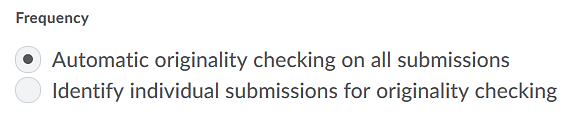 Frequency
Automatic originality checking on all submissions
Identify individual submissions for originality checking